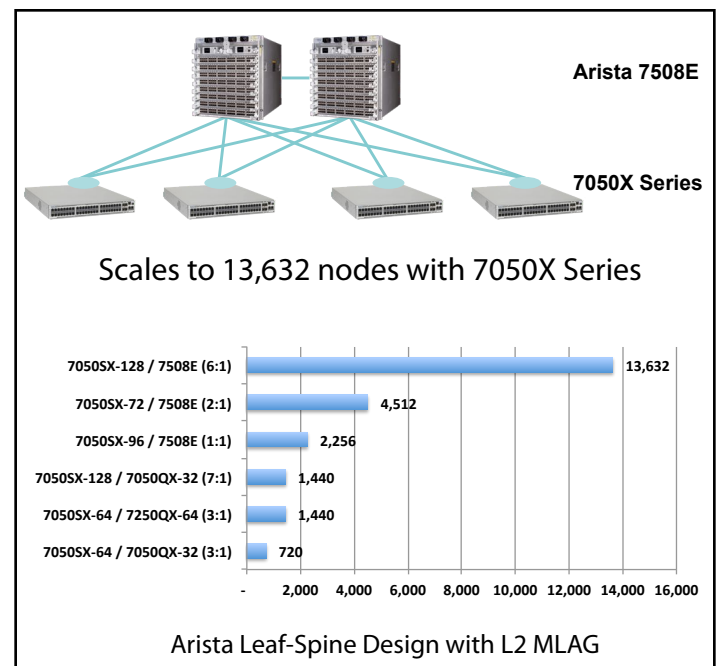 Arista 7508E
7050X Series
Scales to 13,632 nodes with 7050X Series
7050SX-128 / 7508E (6:1)
13,632
7050SX-72 / 7508E (2:1)
4,512
7050SX-96 / 7508E (1:1)
2,256
7050SX-128 / 7050QX-32 (7:1)
1,440
7050SX-64 / 7250QX-64 (3:1)
1,440
7050SX-64 / 7050QX-32 (3:1)
720
- 2,000 4,000 6,000 8,000 10,000 12,000 14,000 16,000
Arista Leaf-Spine Design with L2 MLAG